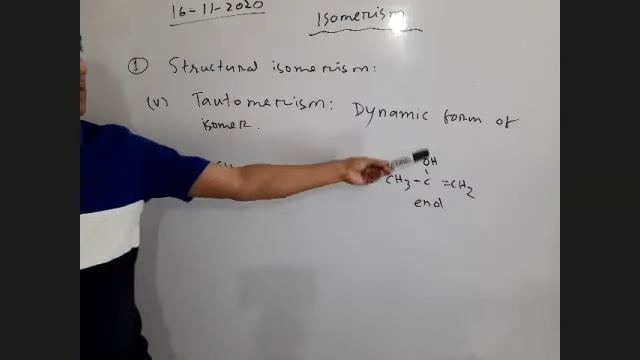 16-11-2020
Isomerism
① Structural isomerism:
(V) Tautomerism: Dynamic form of
isomer.
OH
CH3 - C = CH2
enol